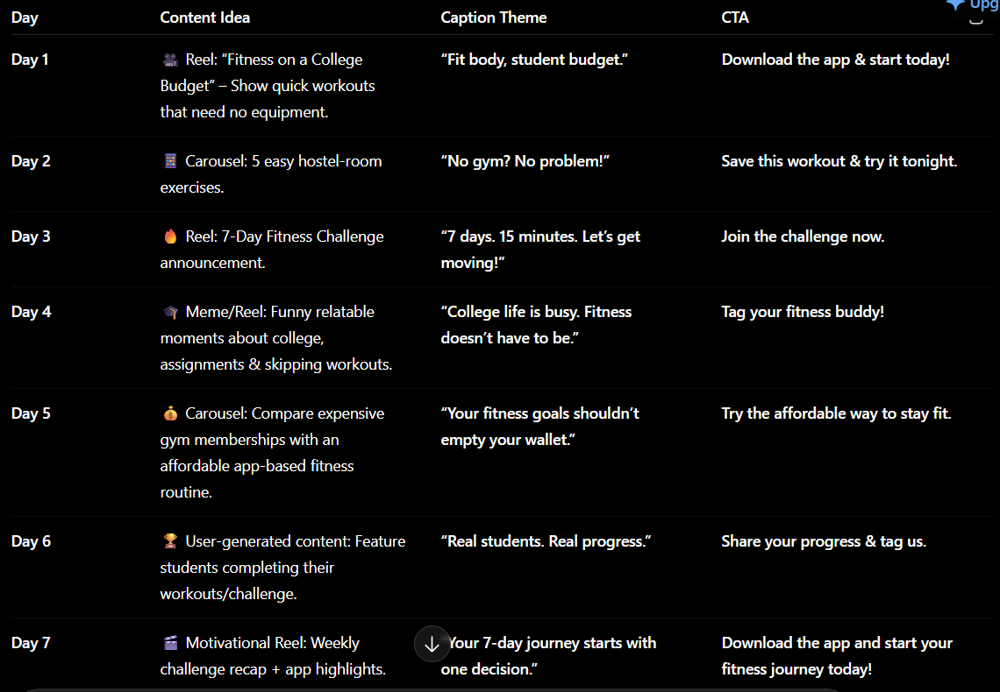 Upg
Day Content Idea Caption Theme CTA
Day 1 Reel: “Fitness on a College “Fit body, student budget.” Download the app & start today!
Budget” – Show quick workouts
that need no equipment.
Day 2 Carousel: 5 easy hostel-room “No gym? No problem!” Save this workout & try it tonight.
exercises.
Day 3 Reel: 7-Day Fitness Challenge “7 days. 15 minutes. Let’s get Join the challenge now.
announcement. moving!”
Day 4 Meme/Reel: Funny relatable “College life is busy. Fitness Tag your fitness buddy!
moments about college, doesn’t have to be.”
assignments & skipping workouts.
Day 5 Carousel: Compare expensive “Your fitness goals shouldn’t Try the affordable way to stay fit.
gym memberships with an empty your wallet.”
affordable app-based fitness
routine.
Day 6 User-generated content: Feature “Real students. Real progress.” Share your progress & tag us.
students completing their
workouts/challenge.
Day 7 Motivational Reel: Weekly Your 7-day journey starts with Download the app and start your
challenge recap + app highlights. one decision.” fitness journey today!